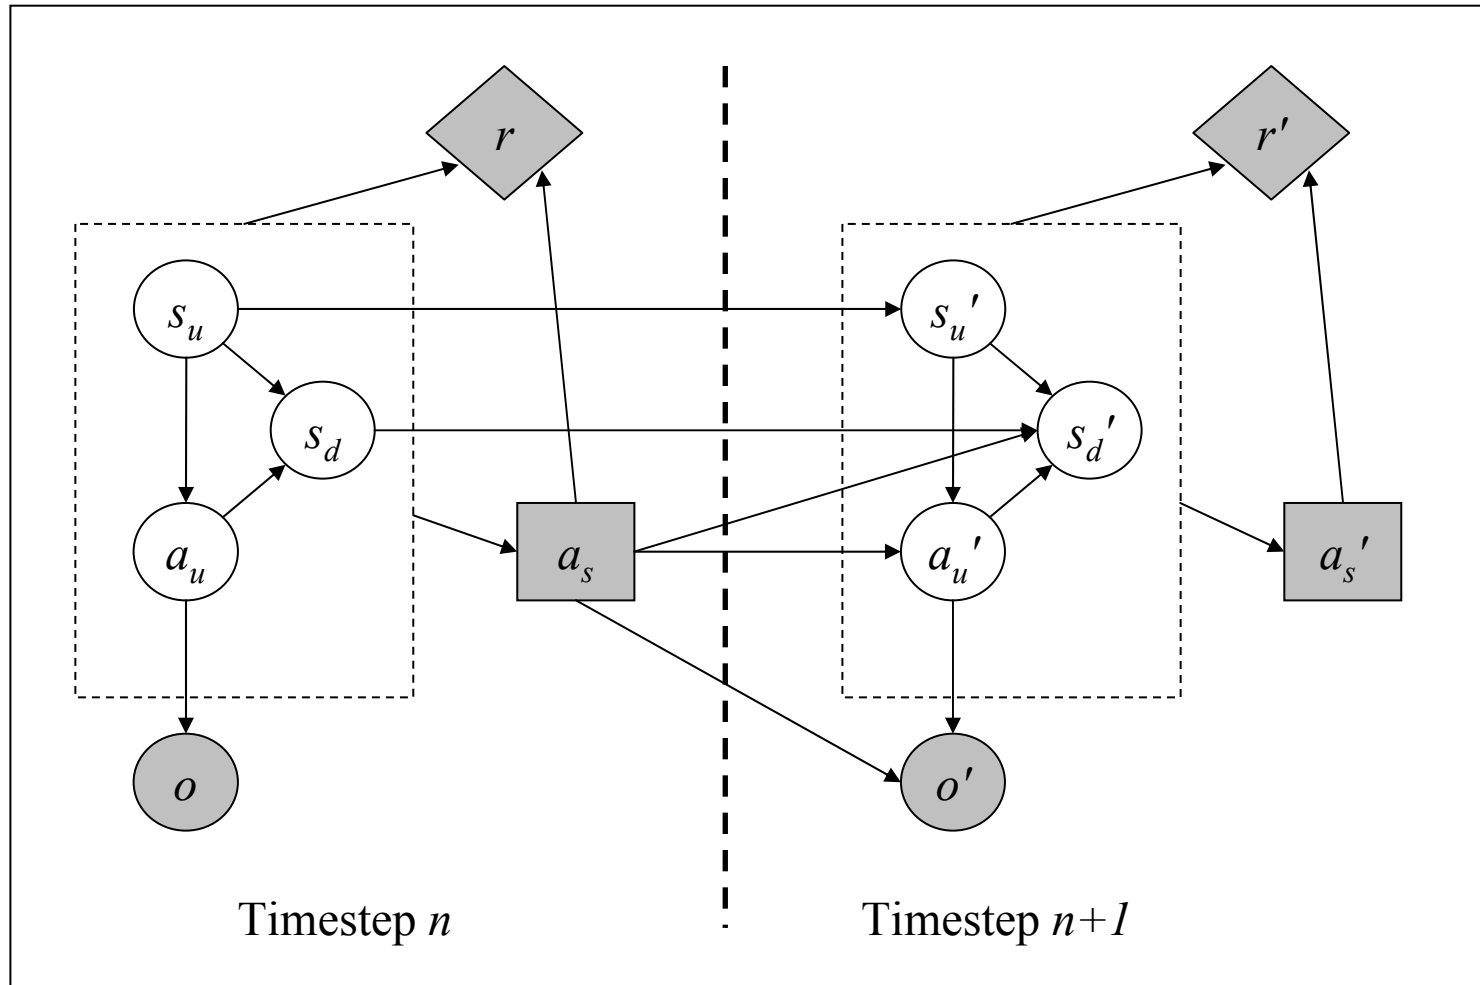 r
r'
s_u
s_u'
s_d
s_d'
a_u
a_s
a_u'
a_s'
o
o'
Timestep n
Timestep n+1